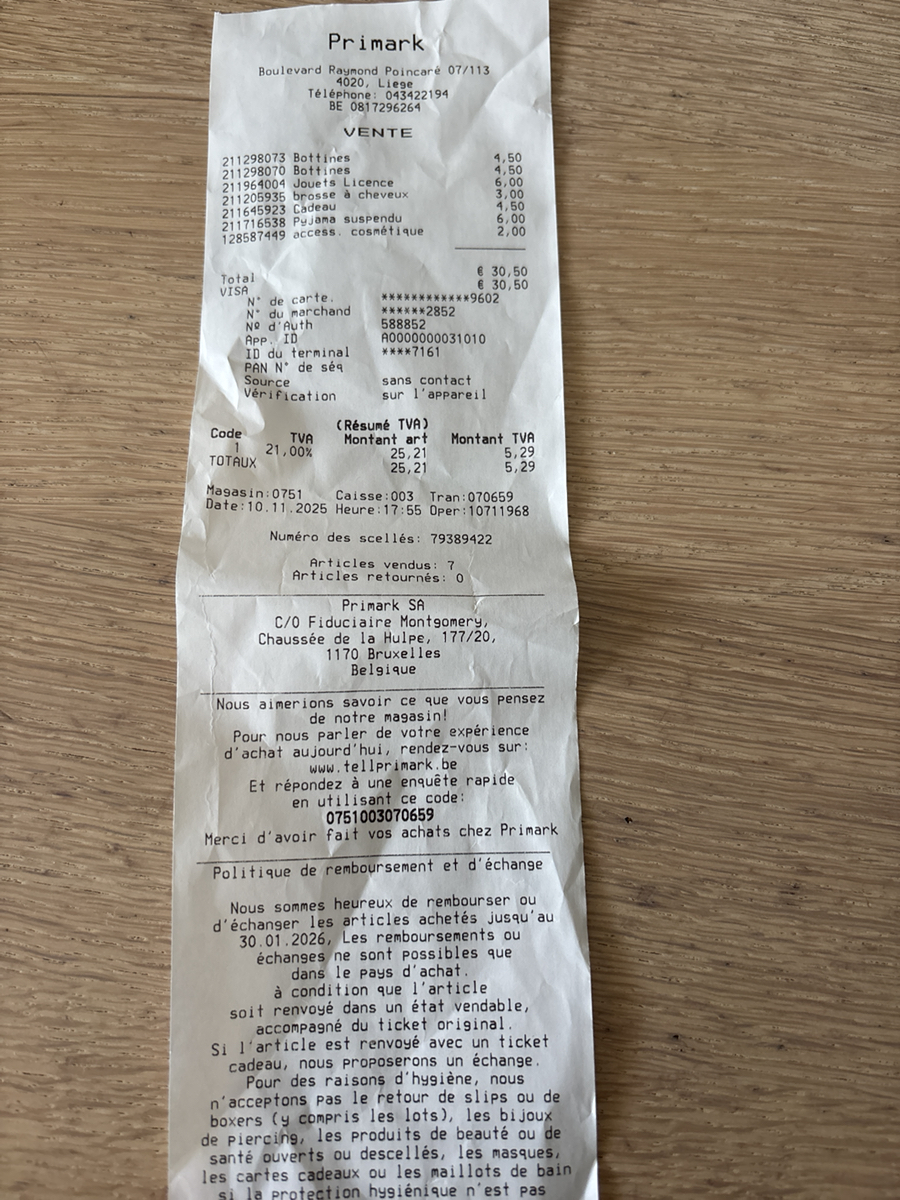 Primark
Boulevard Raymond Poincaré 07/113
4020, Liege
Téléphone: 043422194
BE 0817296264
VENTE
211298073 Bottines 4,50
211298070 Bottines 4,50
211964004 Jouets Licence 6,00
211205935 brosse à cheveux 3,00
211645923 Cadeau 4,50
211716538 Pyjama suspendu 6,00
128587449 access. cosmétique 2,00
Total € 30,50
VISA € 30,50
N° de carte. ************9602
N° du marchand ******2852
Nº d'Auth 588852
App. ID A0000000031010
ID du terminal ****7161
PAN N° de séq
Source sans contact
Vérification sur l'appareil
(Résumé TVA)
Code TVA Montant art Montant TVA
1 21,00% 25,21 5,29
TOTAUX 25,21 5,29
Magasin:0751 Caisse:003 Tran:070659
Date:10.11.2025 Heure:17:55 Oper:10711968
Numéro des scellés: 79389422
Articles vendus: 7
Articles retournés: 0
Primark SA
C/O Fiduciaire Montgomery,
Chaussée de la Hulpe, 177/20,
1170 Bruxelles
Belgique
Nous aimerions savoir ce que vous pensez
de notre magasin!
Pour nous parler de votre expérience
d'achat aujourd'hui, rendez-vous sur:
www.tellprimark.be
Et répondez à une enquête rapide
en utilisant ce code:
0751003070659
Merci d'avoir fait vos achats chez Primark
Politique de remboursement et d'échange
Nous sommes heureux de rembourser ou
d'échanger les articles achetés jusqu'au
30.01.2026, Les remboursements ou
échanges ne sont possibles que
dans le pays d'achat.
à condition que l'article
soit renvoyé dans un état vendable,
accompagné du ticket original.
Si l'article est renvoyé avec un ticket
cadeau, nous proposerons un échange.
Pour des raisons d'hygiène, nous
n'acceptons pas le retour de slips ou de
boxers (y compris les lots), les bijoux
de piercing, les produits de beauté ou de
santé ouverts ou descellés, les masques,
les cartes cadeaux ou les maillots de bain
si la protection hygiénique n'est pas